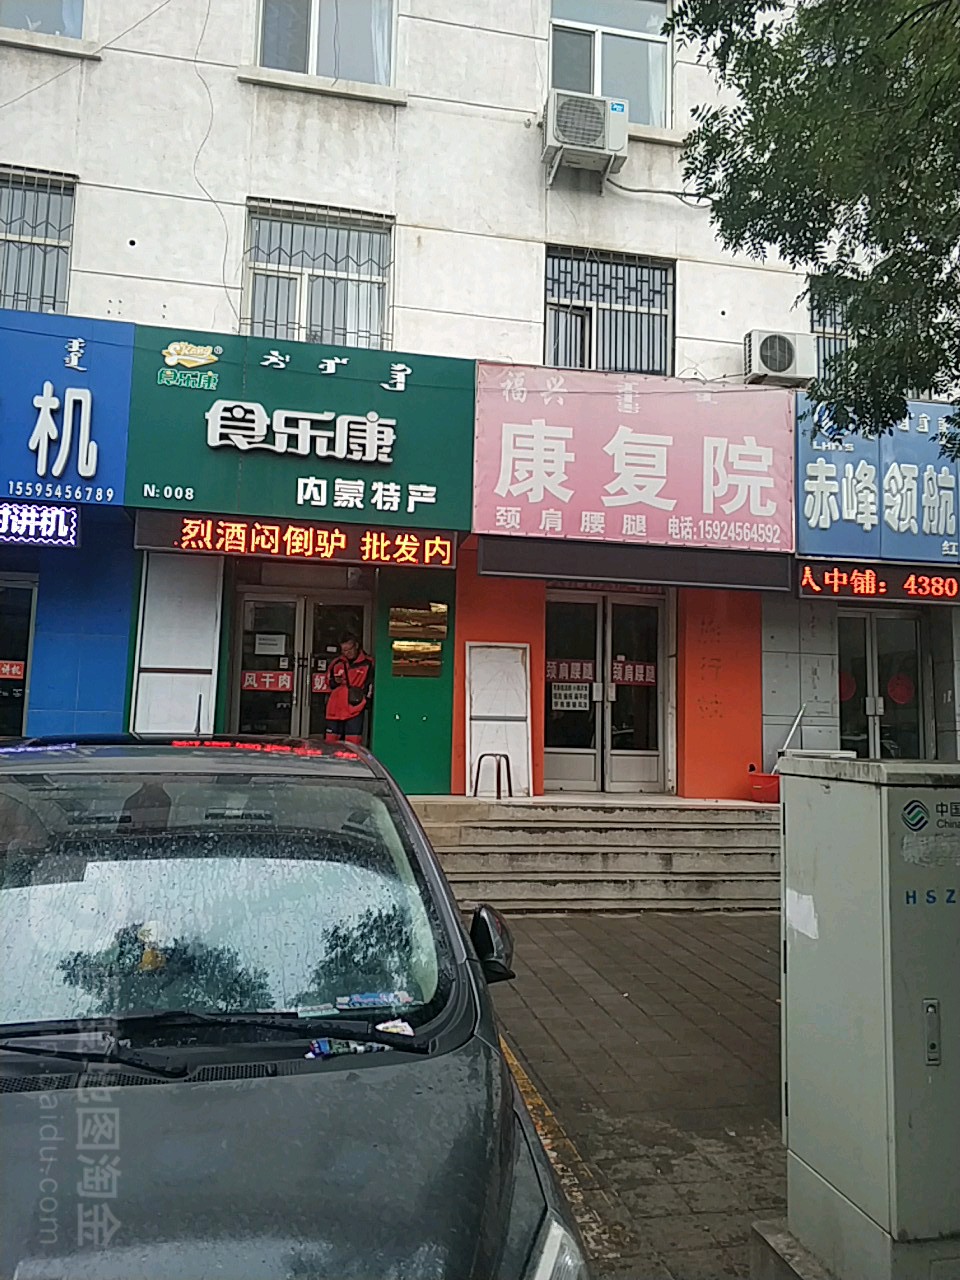 机
15595456789
讲机
食乐康
食乐康
内蒙特产
N: 008
烈酒闷倒驴 批发内
风干肉
福兴
康复院
颈肩腰腿 电话:15924564592
颈肩腰腿
颈肩腰腿
LHITS
赤峰领航
红
人中铺：4380
中国
China
HSZ